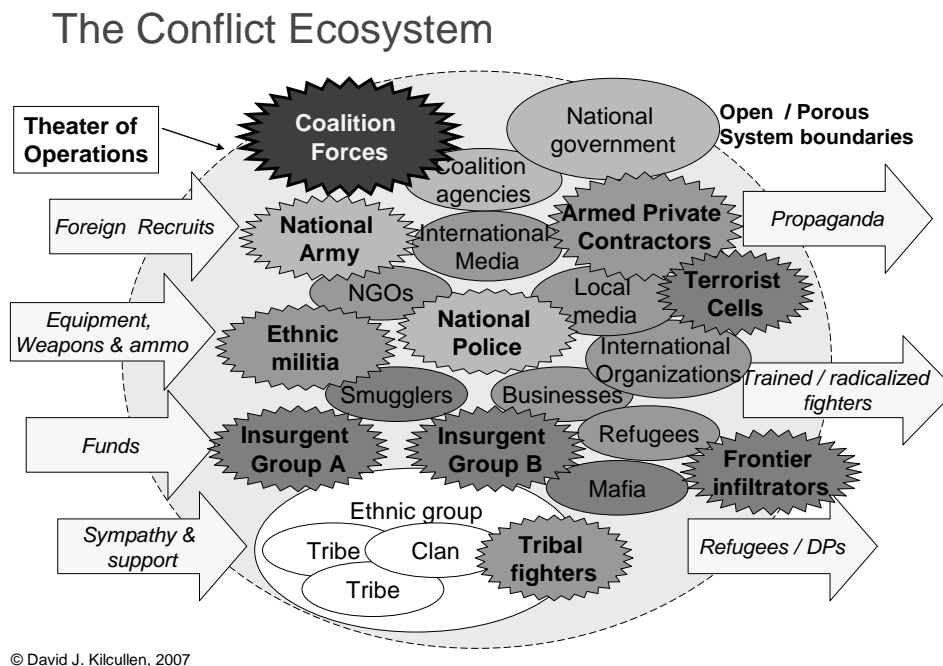 The Conflict Ecosystem
Theater of
Operations
Coalition
Forces
National
government
Open / Porous
System boundaries
Coalition
agencies
Foreign Recruits
National
Army
International
Media
Armed Private
Contractors
Propaganda
NGOs
Local
media
Terrorist
Cells
Equipment,
Weapons & ammo
Ethnic
militia
National
Police
International
Organizations
Trained / radicalized
fighters
Smugglers
Businesses
Funds
Insurgent
Group A
Insurgent
Group B
Refugees
Frontier
infiltrators
Mafia
Ethnic group
Sympathy &
support
Tribe
Clan
Tribal
fighters
Refugees / DPs
Tribe
© David J. Kilcullen, 2007